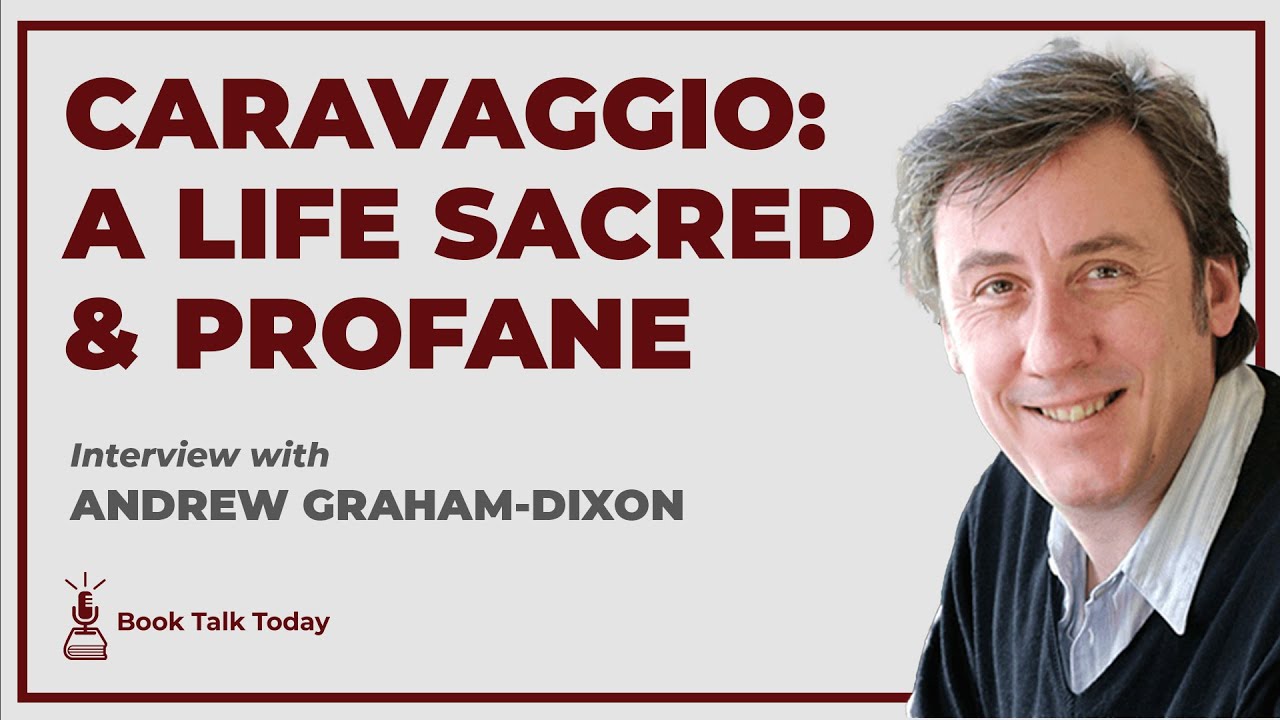 CARAVAGGIO:
A LIFE SACRED
& PROFANE
Interview with
ANDREW GRAHAM-DIXON
Book Talk Today